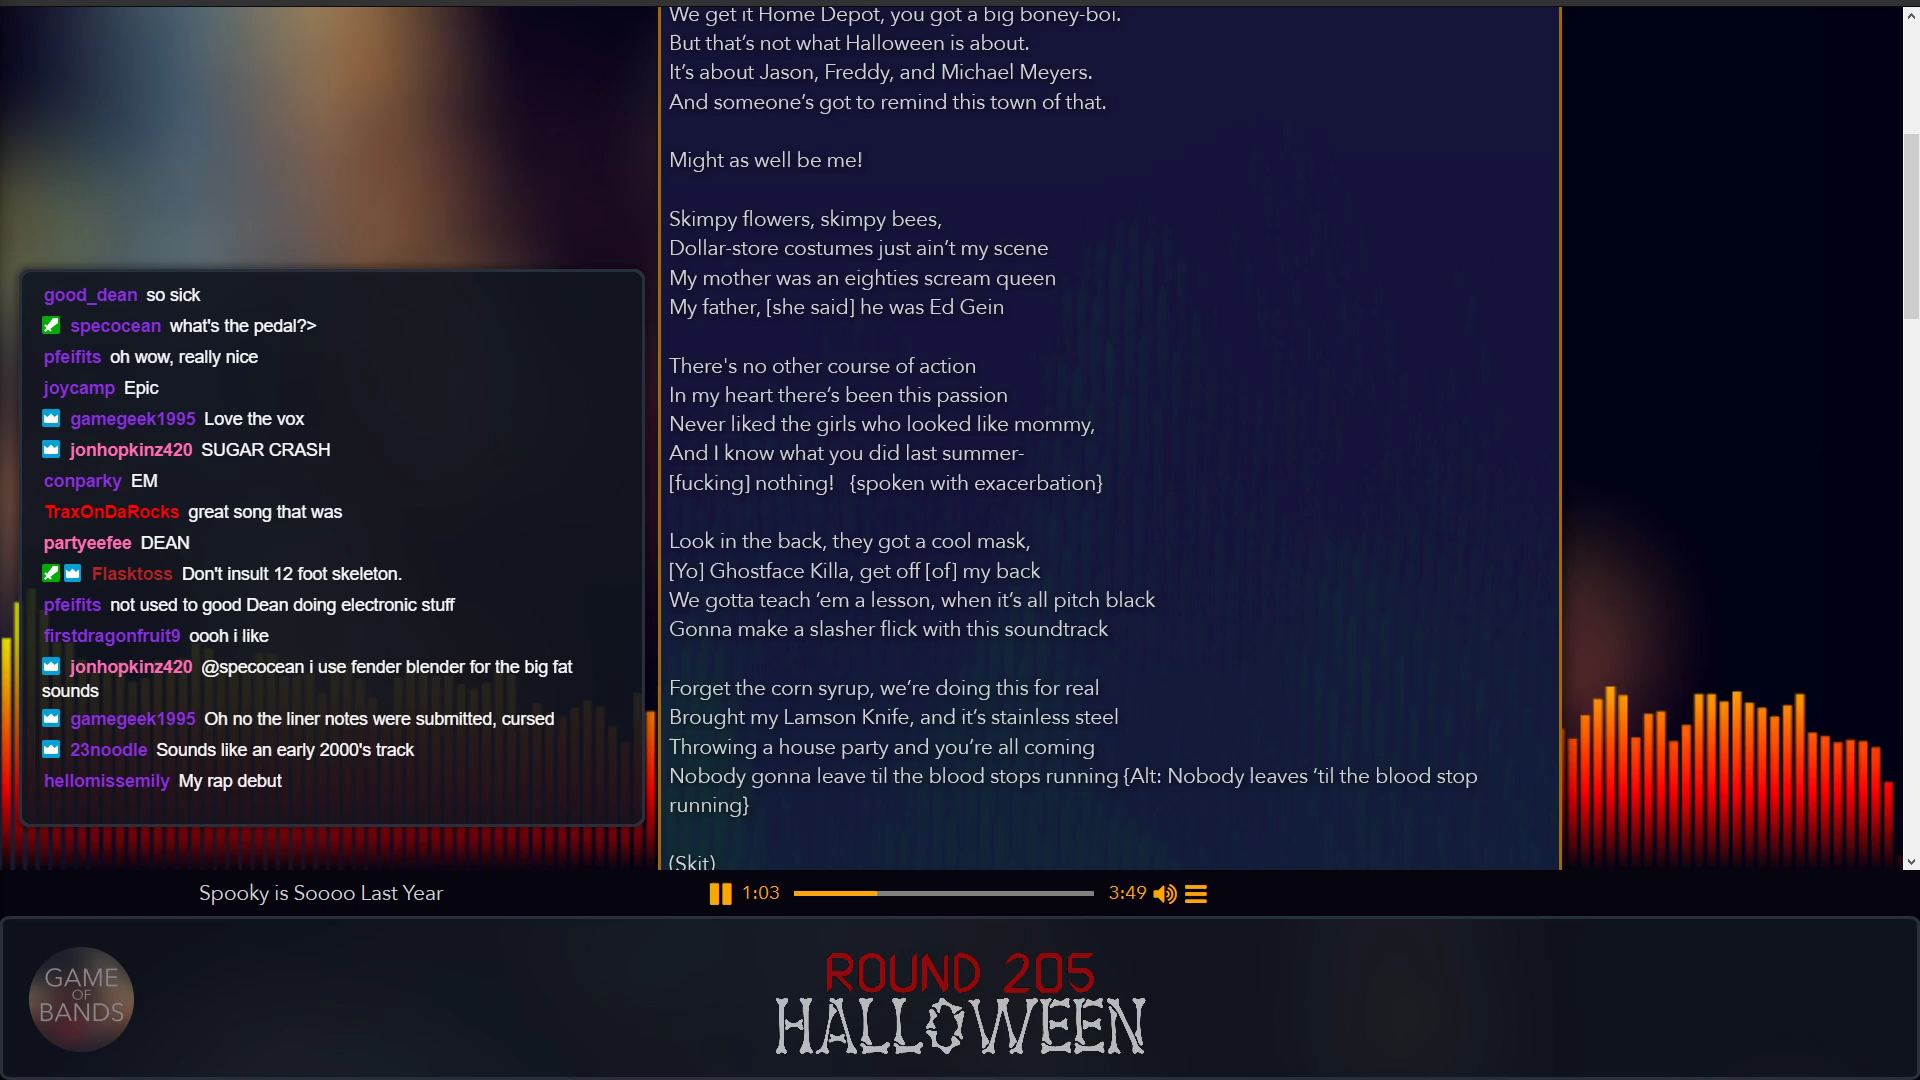 We get it Home Depot, you got a big boney-boi.
But that’s not what Halloween is about.
It’s about Jason, Freddy, and Michael Meyers.
And someone’s got to remind this town of that.
Might as well be me!
Skimpy flowers, skimpy bees,
Dollar-store costumes just ain’t my scene
My mother was an eighties scream queen
My father, [she said] he was Ed Gein
There's no other course of action
In my heart there’s been this passion
Never liked the girls who looked like mommy,
And I know what you did last summer-
[fucking] nothing!   {spoken with exacerbation}
Look in the back, they got a cool mask,
[Yo] Ghostface Killa, get off [of] my back
We gotta teach ‘em a lesson, when it’s all pitch black
Gonna make a slasher flick with this soundtrack
Forget the corn syrup, we’re doing this for real
Brought my Lamson Knife, and it’s stainless steel
Throwing a house party and you’re all coming
Nobody gonna leave til the blood stops running {Alt: Nobody leaves ’til the blood stop
running}
(Skit)
good_dean so sick
specocean what's the pedal?>
pfeifits oh wow, really nice
joycamp Epic
gamegeek1995 Love the vox
jonhopkinz420 SUGAR CRASH
conparky EM
TraxOnDaRocks great song that was
partyeefee DEAN
Flasktoss Don't insult 12 foot skeleton.
pfeifits not used to good Dean doing electronic stuff
firstdragonfruit9 oooh i like
jonhopkinz420 @specocean i use fender blender for the big fat
sounds
gamegeek1995 Oh no the liner notes were submitted, cursed
23noodle Sounds like an early 2000's track
hellomissemily My rap debut
Spooky is Soooo Last Year
1:03
3:49
GAME
OF
BANDS
ROUND 205
HALLOWEEN